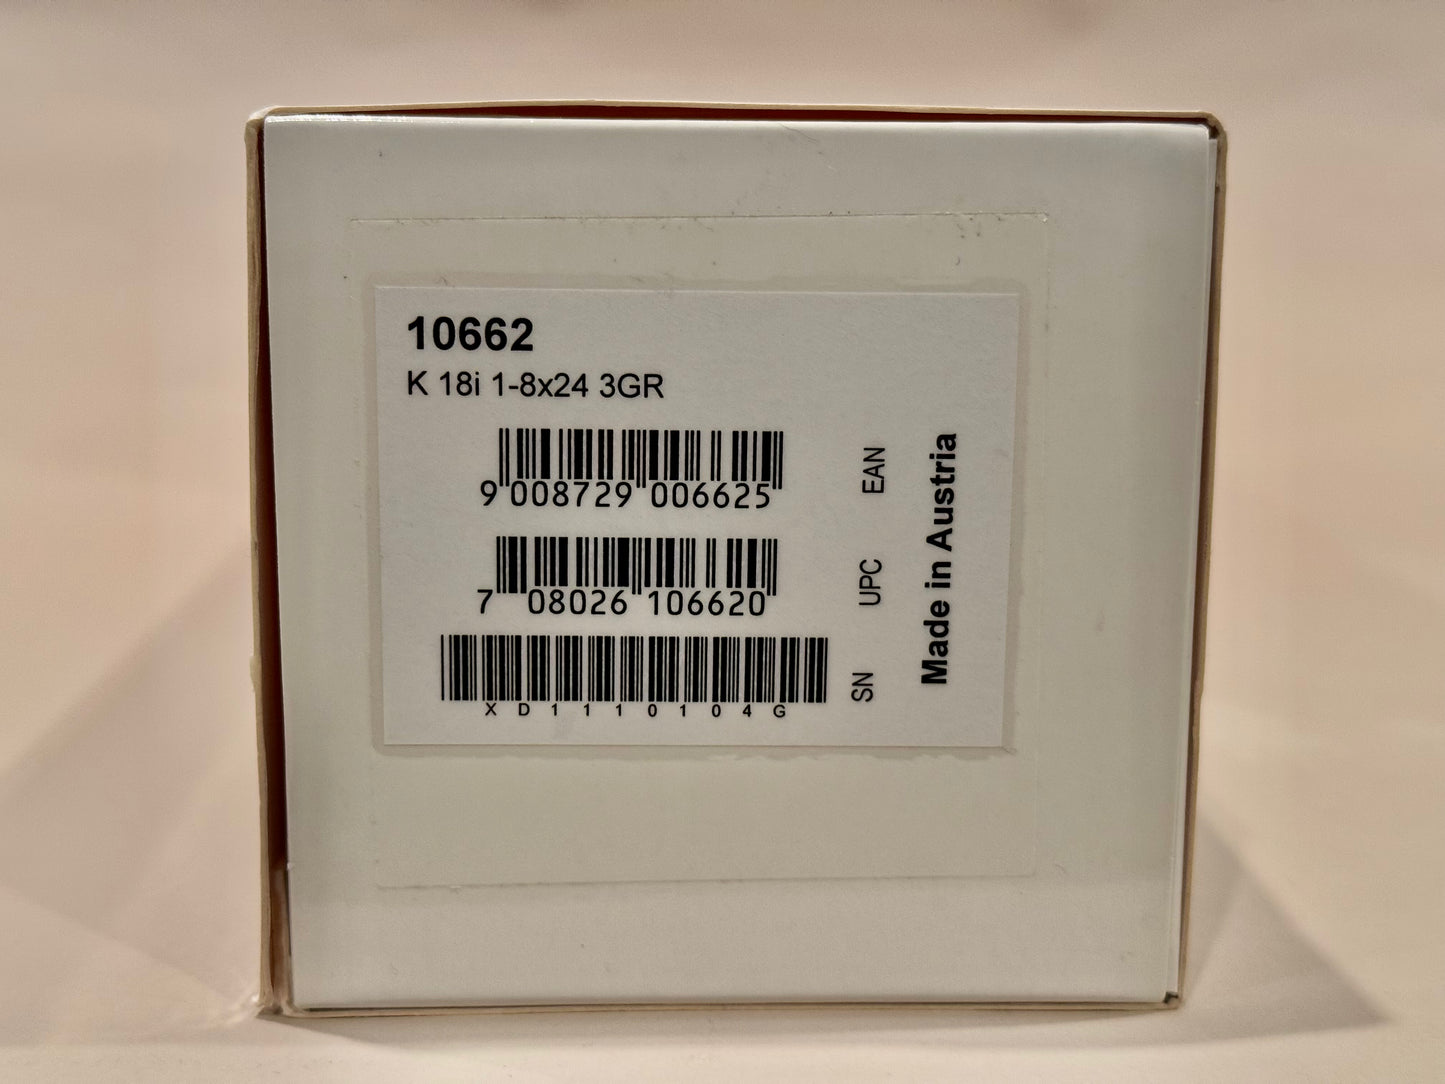 10662
K 18i 1-8x24 3GR
9 008729 006625
EAN
7 08026 106620
UPC
XD1110104G
SN
Made in Austria